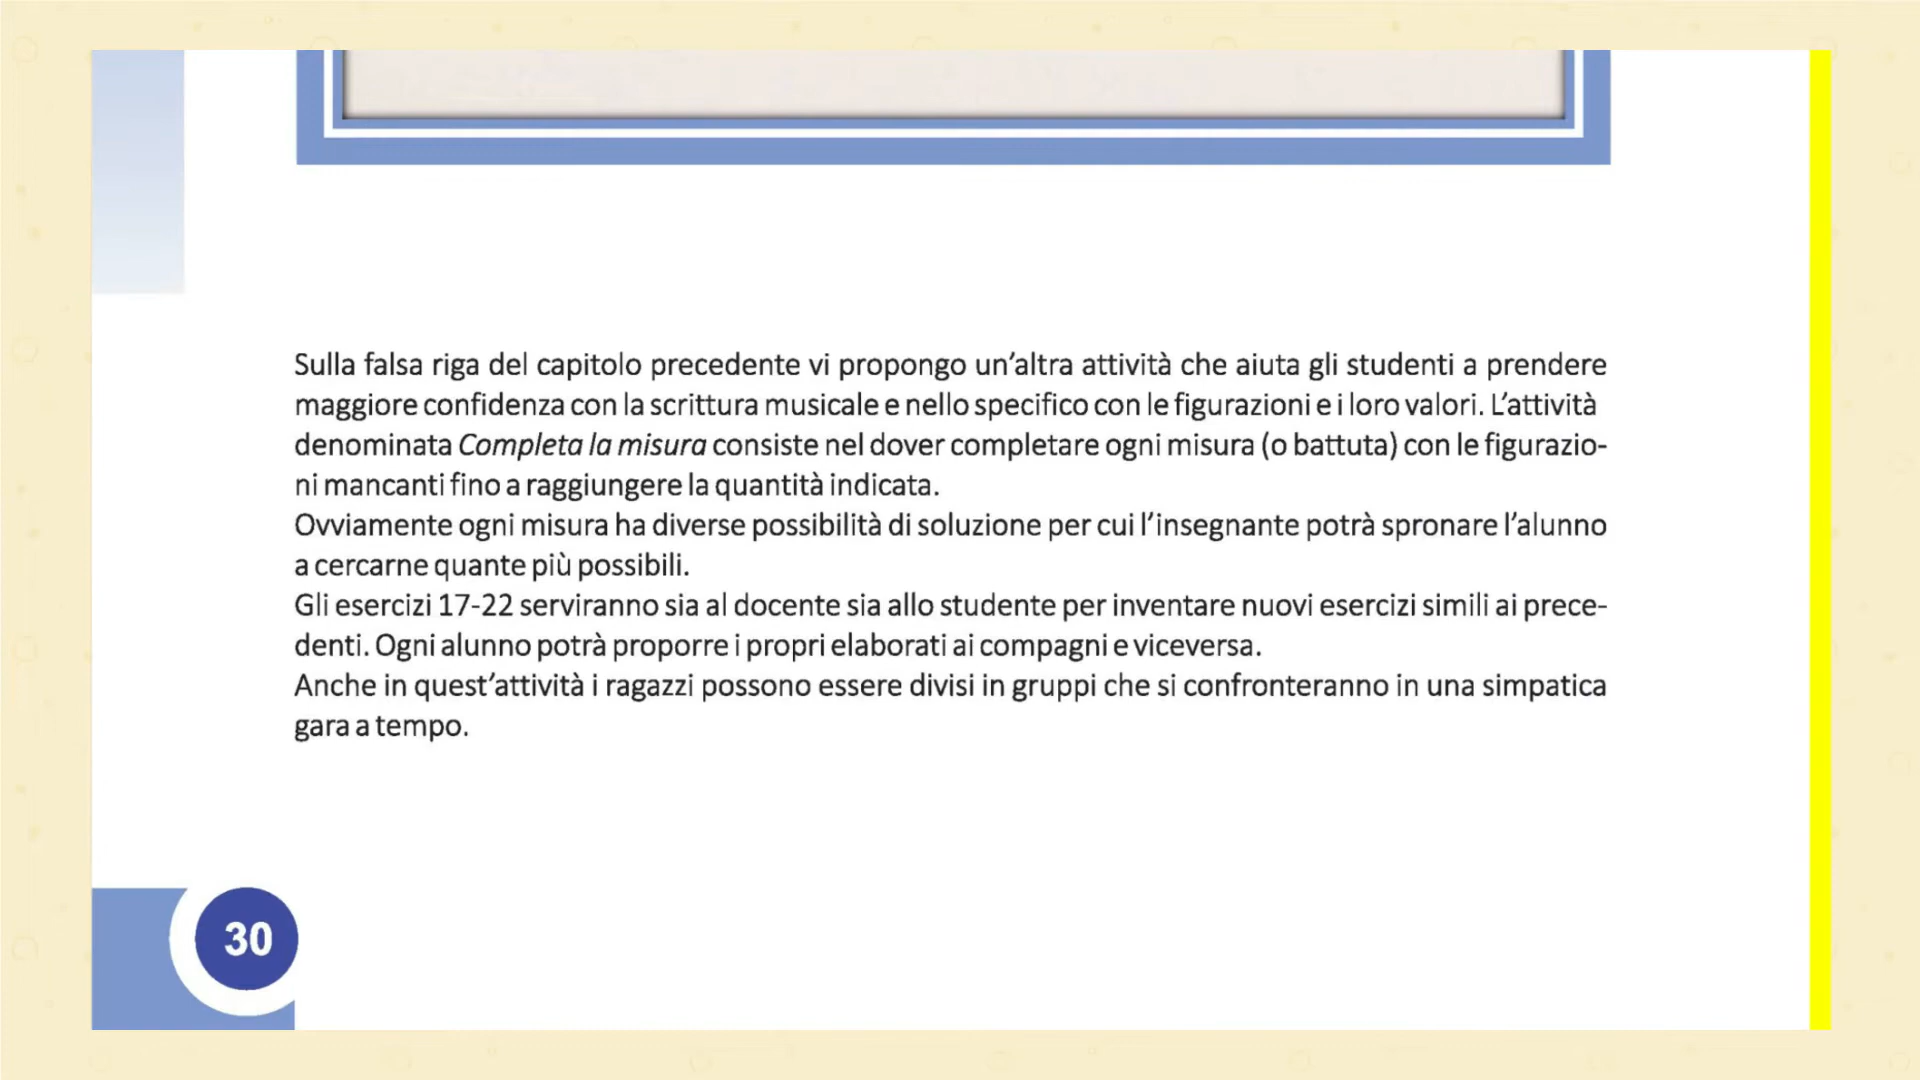 Sulla falsa riga del capitolo precedente vi propongo un’altra attività che aiuta gli studenti a prendere
maggiore confidenza con la scrittura musicale e nello specifico con le figurazioni e i loro valori. L’attività
denominata Completa la misura consiste nel dover completare ogni misura (o battuta) con le figurazio-
ni mancanti fino a raggiungere la quantità indicata.
Ovviamente ogni misura ha diverse possibilità di soluzione per cui l’insegnante potrà spronare l’alunno
a cercarne quante più possibili.
Gli esercizi 17-22 serviranno sia al docente sia allo studente per inventare nuovi esercizi simili ai prece-
denti. Ogni alunno potrà proporre i propri elaborati ai compagni e viceversa.
Anche in quest’attività i ragazzi possono essere divisi in gruppi che si confronteranno in una simpatica
gara a tempo.
30